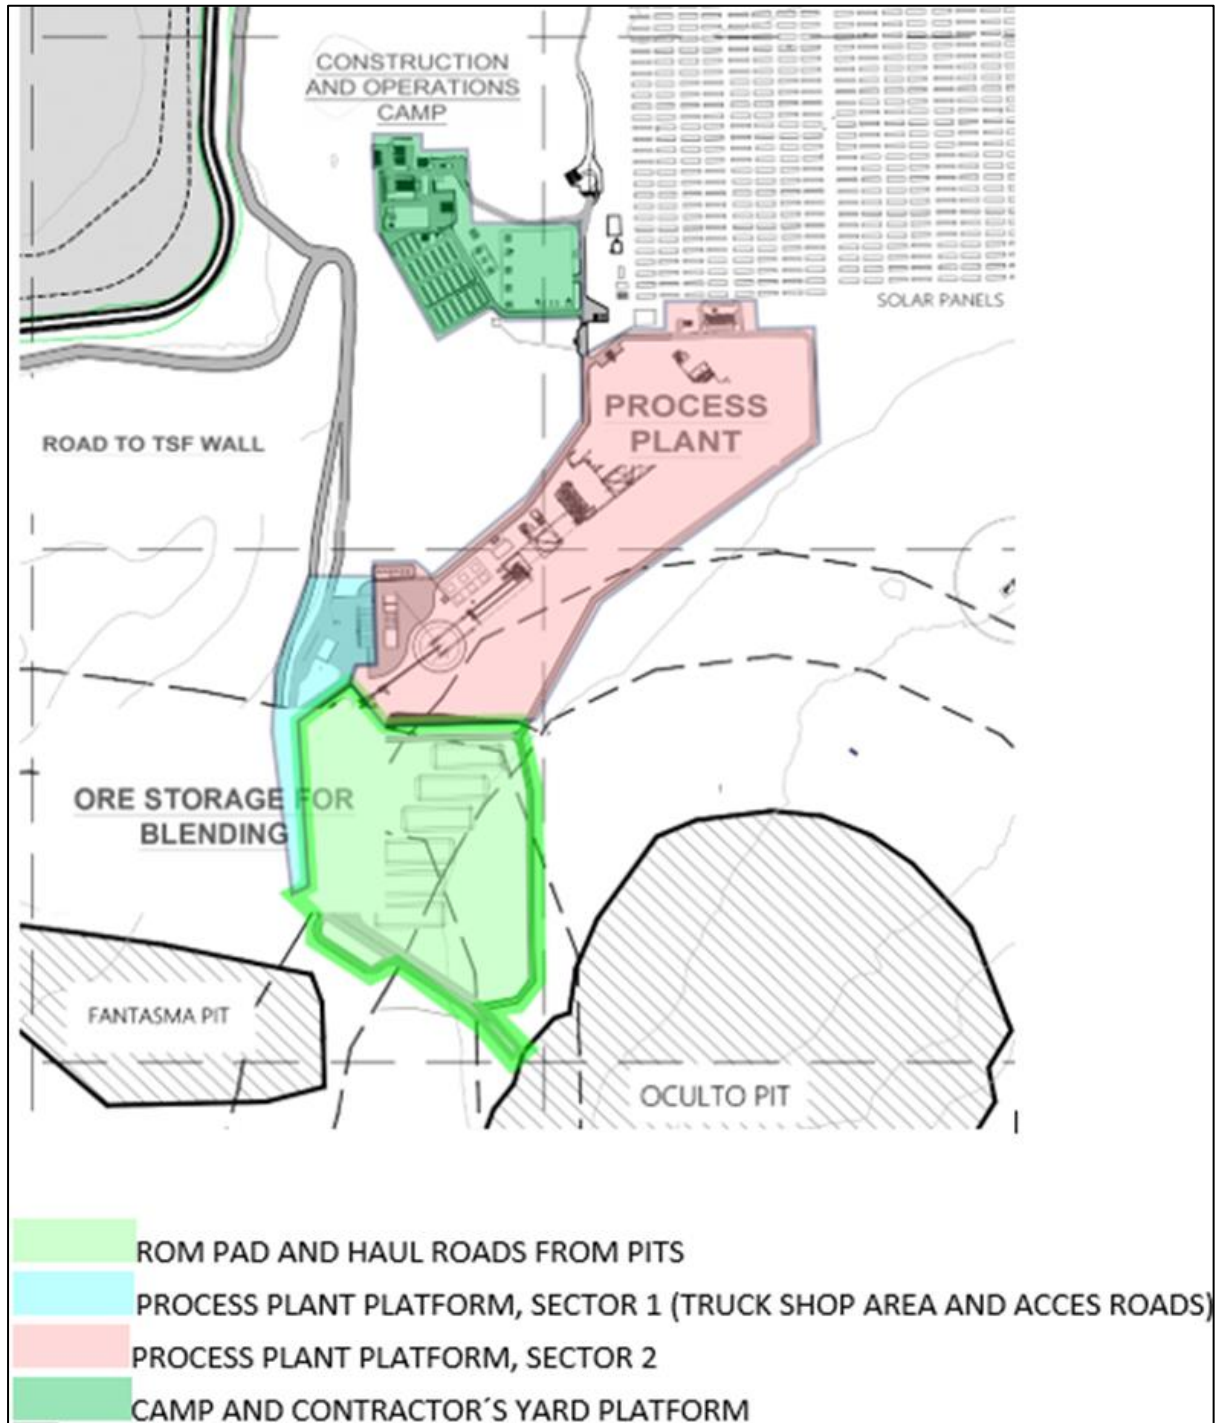 CONSTRUCTION
AND OPERATIONS
CAMP
SOLAR PANELS
PROCESS
PLANT
ROAD TO TSF WALL
ORE STORAGE FOR
BLENDING
FANTASMA PIT
OCULTO PIT
ROM PAD AND HAUL ROADS FROM PITS
PROCESS PLANT PLATFORM, SECTOR 1 (TRUCK SHOP AREA AND ACCES ROADS)
PROCESS PLANT PLATFORM, SECTOR 2
CAMP AND CONTRACTOR´S YARD PLATFORM